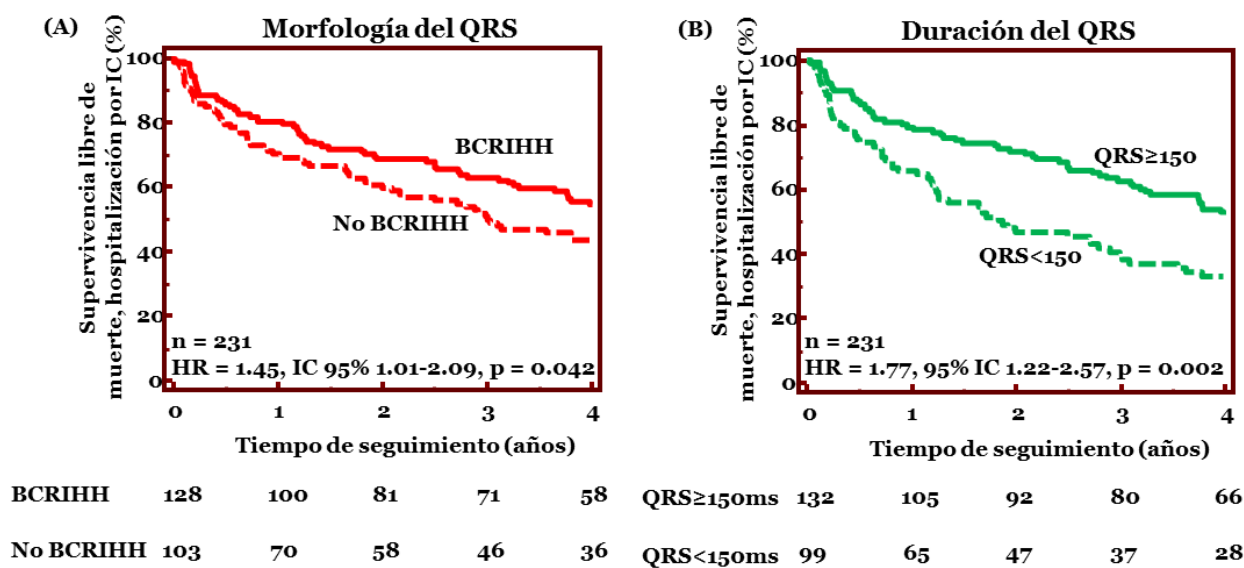 (A)
Morfología del QRS
Supervivencia libre de
muerte, hospitalización por IC (%)
100
80
60
40
20
0
BCRIHH
No BCRIHH
n = 231
HR = 1.45, IC 95% 1.01-2.09, p = 0.042
0 1 2 3 4
Tiempo de seguimiento (años)
BCRIHH 128 100 81 71 58
No BCRIHH 103 70 58 46 36
(B)
Duración del QRS
Supervivencia libre de
muerte, hospitalización por IC (%)
100
80
60
40
20
0
QRS≥150
QRS<150
n = 231
HR = 1.77, 95% IC 1.22-2.57, p = 0.002
0 1 2 3 4
Tiempo de seguimiento (años)
QRS≥150ms 132 105 92 80 66
QRS<150ms 99 65 47 37 28